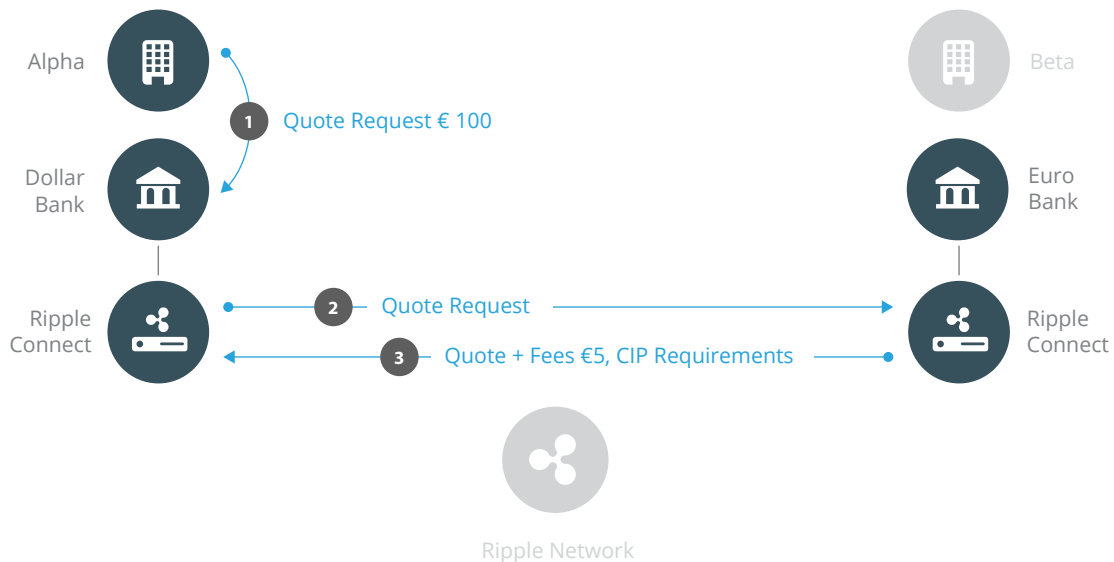 Alpha
Beta
1
Quote Request € 100
Dollar
Bank
Euro
Bank
Ripple
Connect
2
Quote Request
3
Quote + Fees €5, CIP Requirements
Ripple
Connect
Ripple Network